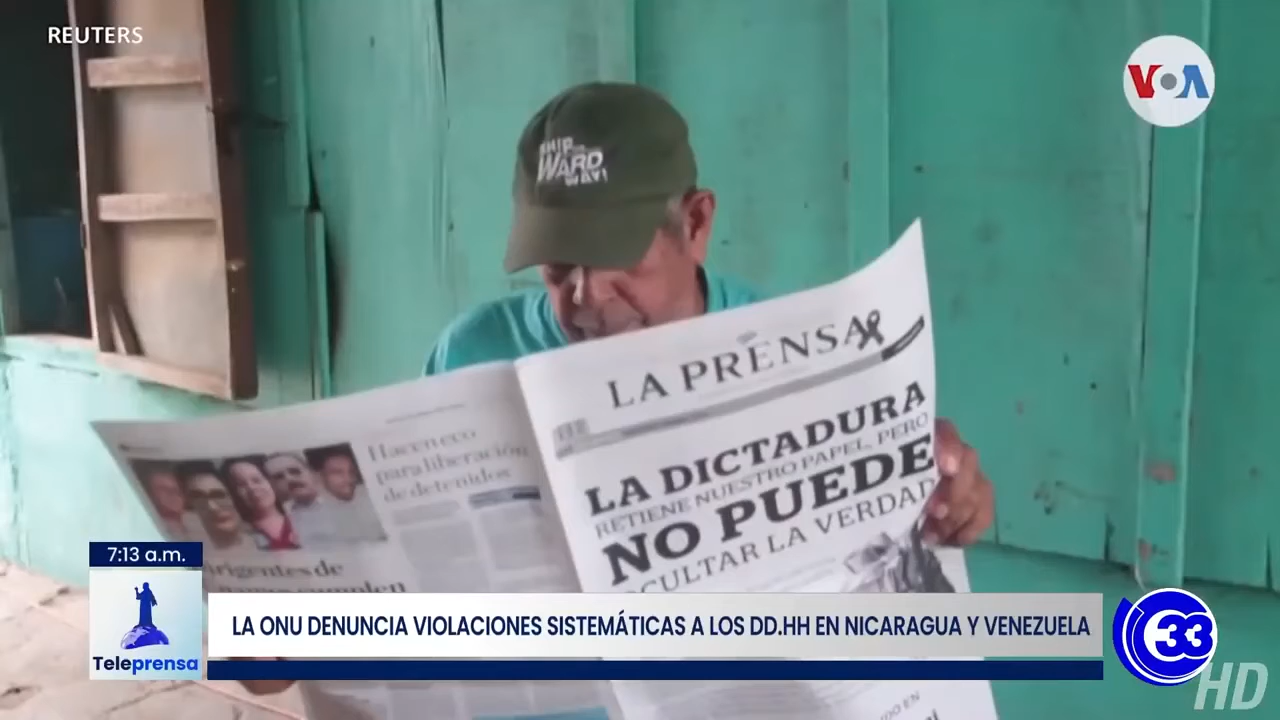 REUTERS
VOA
SHIP
WARD
WAY!
LA PRENSA
LA DICTADURA
RETIENE NUESTRO PAPEL, PERO
NO PUEDE
OCULTAR LA VERDAD
Hacen eco
para liberación
de detenidos
7:13 a.m.
Teleprensa
LA ONU DENUNCIA VIOLACIONES SISTEMÁTICAS A LOS DD.HH EN NICARAGUA Y VENEZUELA
33
HD